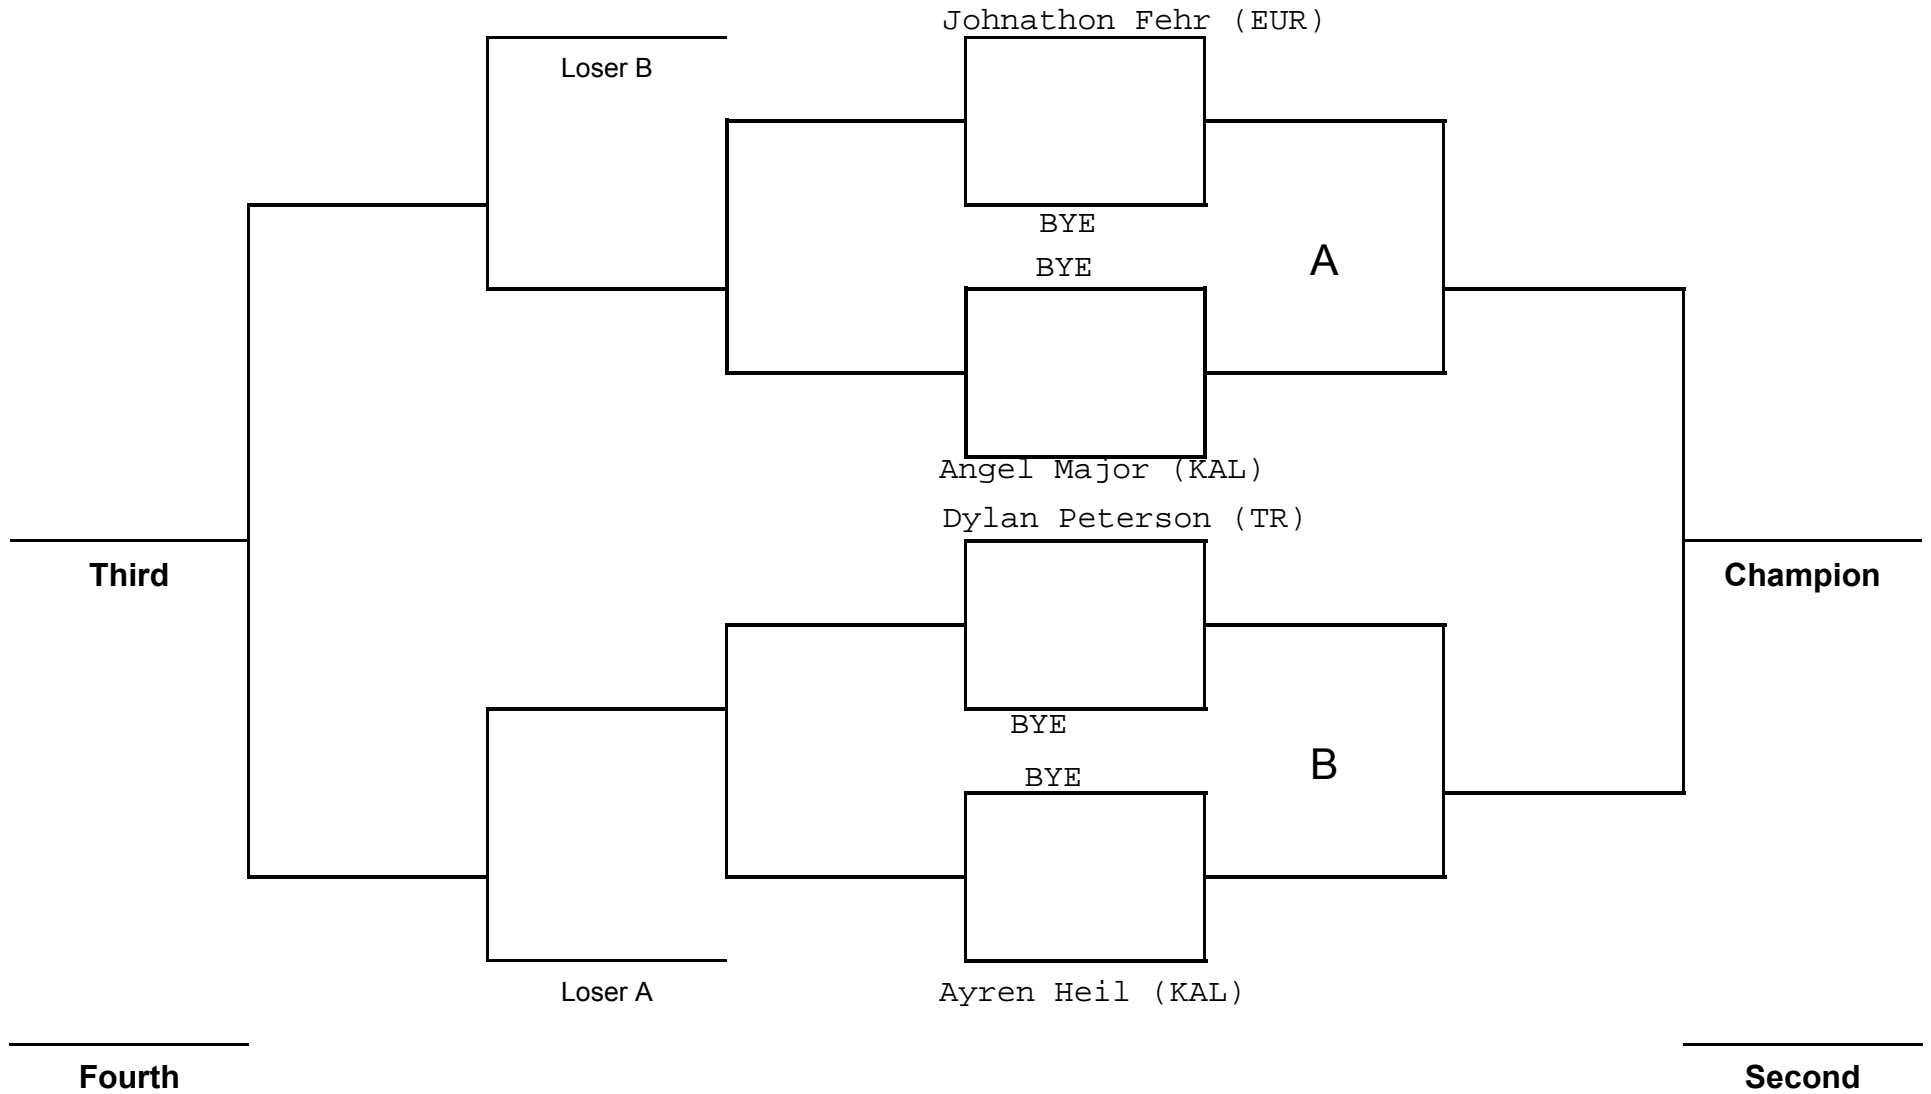 Johnathon Fehr (EUR)
Loser B
BYE
BYE
A
Angel Major (KAL)
Dylan Peterson (TR)
Third
Champion
BYE
BYE
B
Loser A
Ayren Heil (KAL)
Fourth
Second